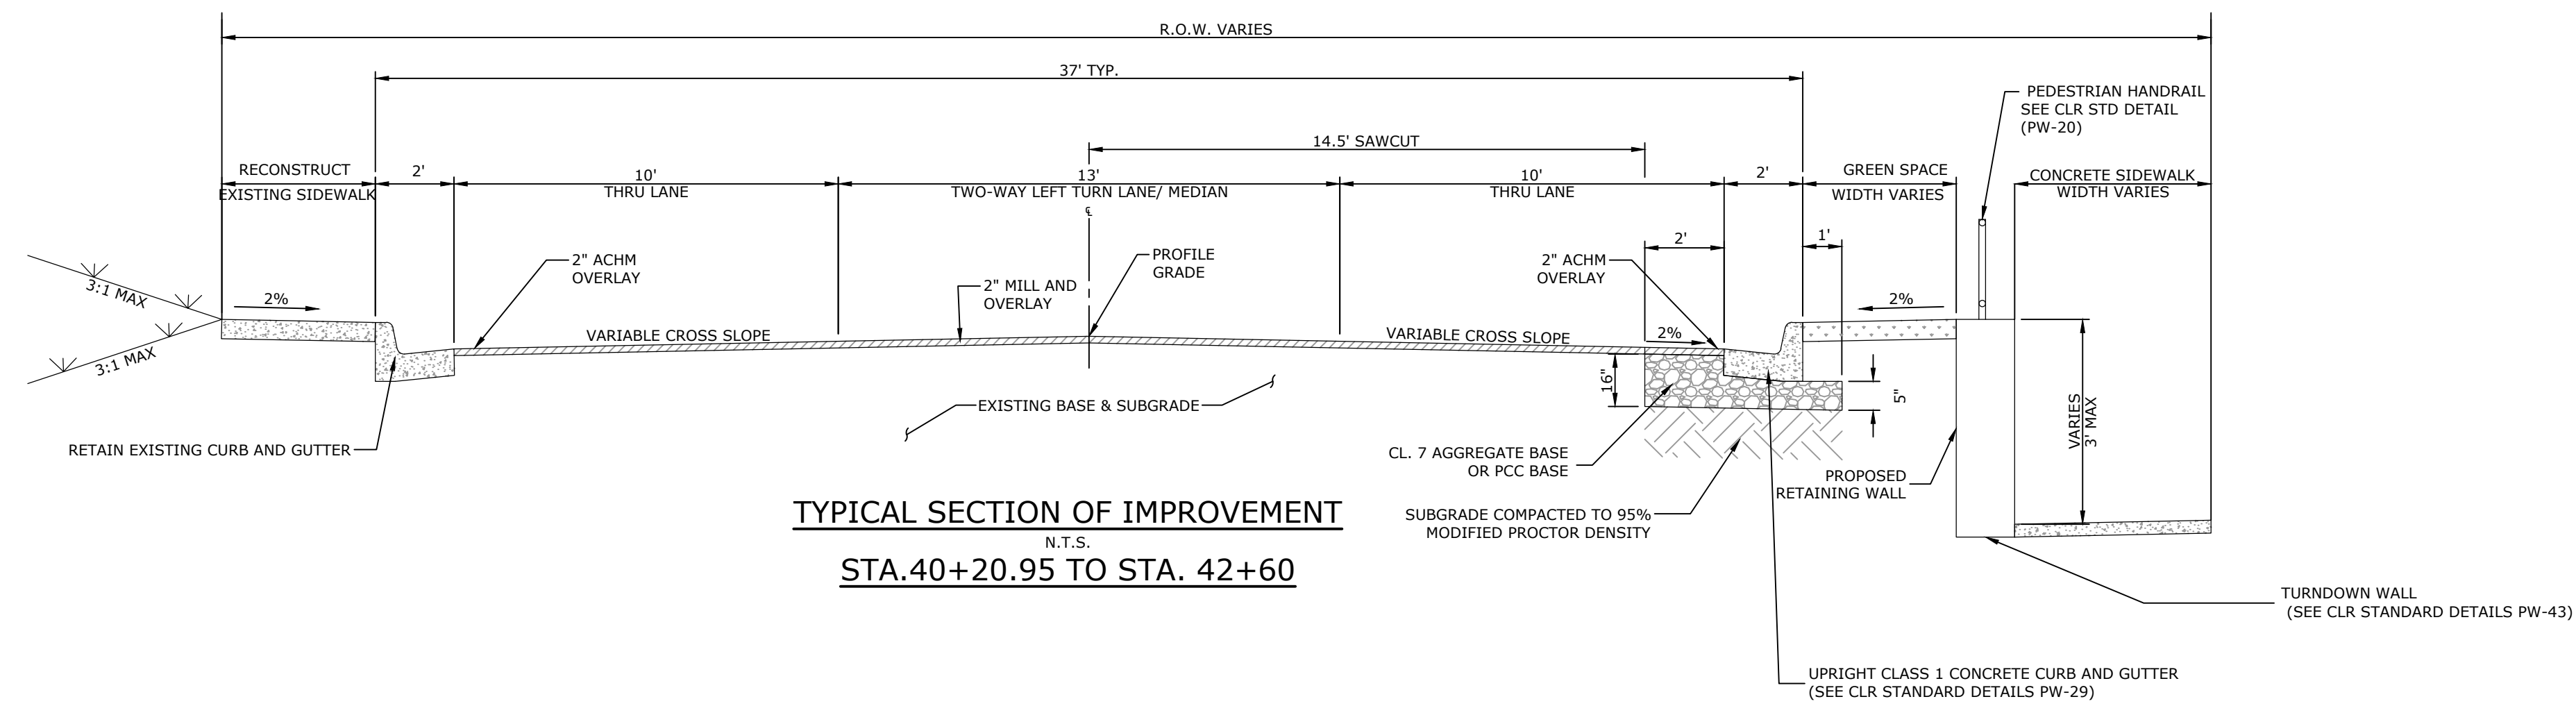 R.O.W. VARIES
37' TYP.
PEDESTRIAN HANDRAIL
SEE CLR STD DETAIL
(PW-20)
14.5' SAWCUT
RECONSTRUCT
EXISTING SIDEWALK
2'
10'
THRU LANE
13'
TWO-WAY LEFT TURN LANE/ MEDIAN
10'
THRU LANE
2'
GREEN SPACE
WIDTH VARIES
CONCRETE SIDEWALK
WIDTH VARIES
℄
2'
1'
3:1 MAX
2%
2" ACHM
OVERLAY
2" MILL AND
OVERLAY
PROFILE
GRADE
2" ACHM
OVERLAY
2%
3:1 MAX
VARIABLE CROSS SLOPE
VARIABLE CROSS SLOPE
2%
16"
5"
EXISTING BASE & SUBGRADE
VARIES
3' MAX
RETAIN EXISTING CURB AND GUTTER
CL. 7 AGGREGATE BASE
OR PCC BASE
PROPOSED
RETAINING WALL
SUBGRADE COMPACTED TO 95%
MODIFIED PROCTOR DENSITY
TYPICAL SECTION OF IMPROVEMENT
N.T.S.
STA.40+20.95 TO STA. 42+60
TURNDOWN WALL
(SEE CLR STANDARD DETAILS PW-43)
UPRIGHT CLASS 1 CONCRETE CURB AND GUTTER
(SEE CLR STANDARD DETAILS PW-29)